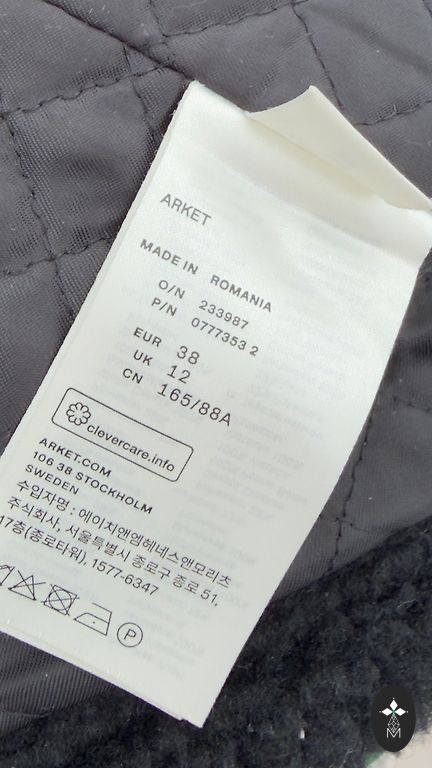 ARKET
MADE IN ROMANIA
O/N 233987
P/N 0777353 2
EUR 38
UK 12
CN 165/88A
clevercare.info
ARKET.COM
106 38 STOCKHOLM
SWEDEN
수입자명 : 에이치앤엠헤네스앤모리츠
주식회사, 서울특별시 종로구 종로 51,
17층(종로타워), 1577-6347
P
M